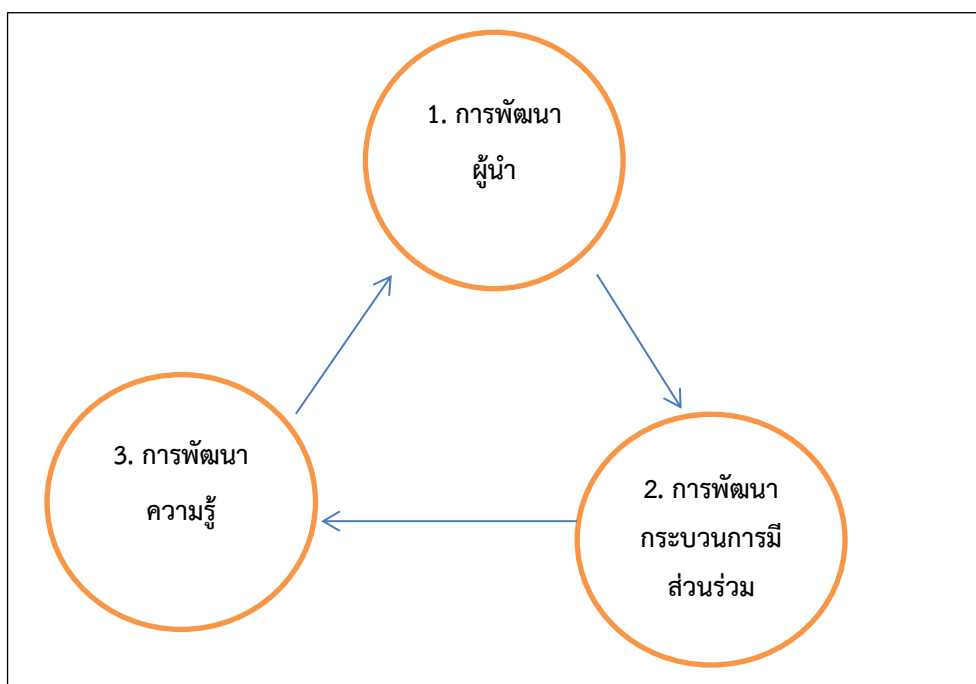 1. การพัฒนา
ผู้นำ
2. การพัฒนา
กระบวนการมี
ส่วนร่วม
3. การพัฒนา
ความรู้